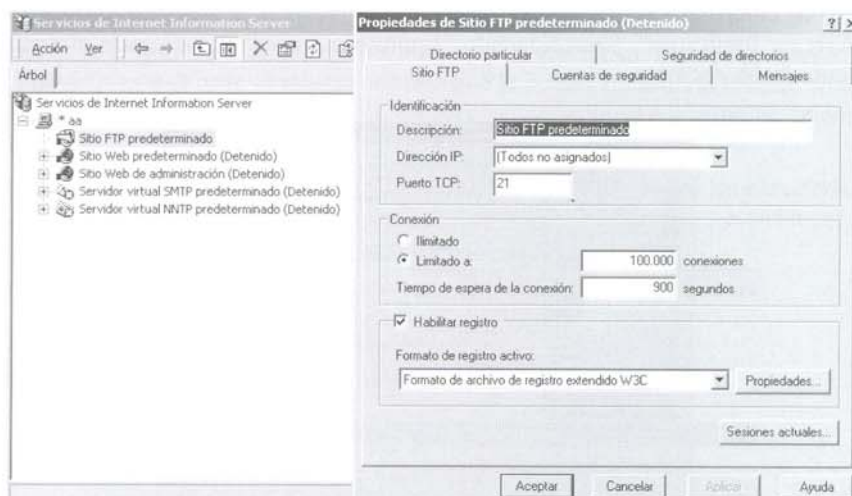 Servicios de Internet Information Server
Acción Ver
Árbol
Servicios de Internet Information Server
* aa
Sitio FTP predeterminado
Sitio Web predeterminado (Detenido)
Sitio Web de administración (Detenido)
Servidor virtual SMTP predeterminado (Detenido)
Servidor virtual NNTP predeterminado (Detenido)
Propiedades de Sitio FTP predeterminado (Detenido)
Directorio particular
Seguridad de directorios
Sitio FTP
Cuentas de seguridad
Mensajes
Identificación
Descripción: Sitio FTP predeterminado
Dirección IP: (Todos no asignados)
Puerto TCP: 21
Conexión
Ilimitado
Limitado a: 100.000 conexiones
Tiempo de espera de la conexión: 900 segundos
Habilitar registro
Formato de registro activo:
Formato de archivo de registro extendido W3C
Propiedades...
Sesiones actuales...
Aceptar Cancelar Aplicar Ayuda